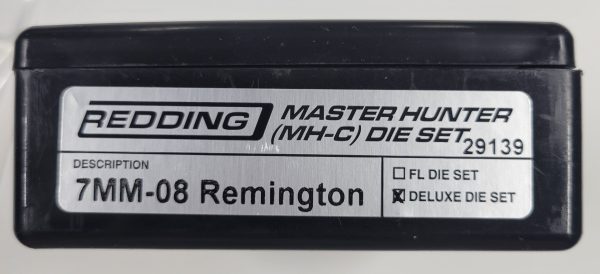 REDDING
MASTER HUNTER
(MH-C) DIE SET
29139
DESCRIPTION
7MM-08 Remington
☐ FL DIE SET
☒ DELUXE DIE SET